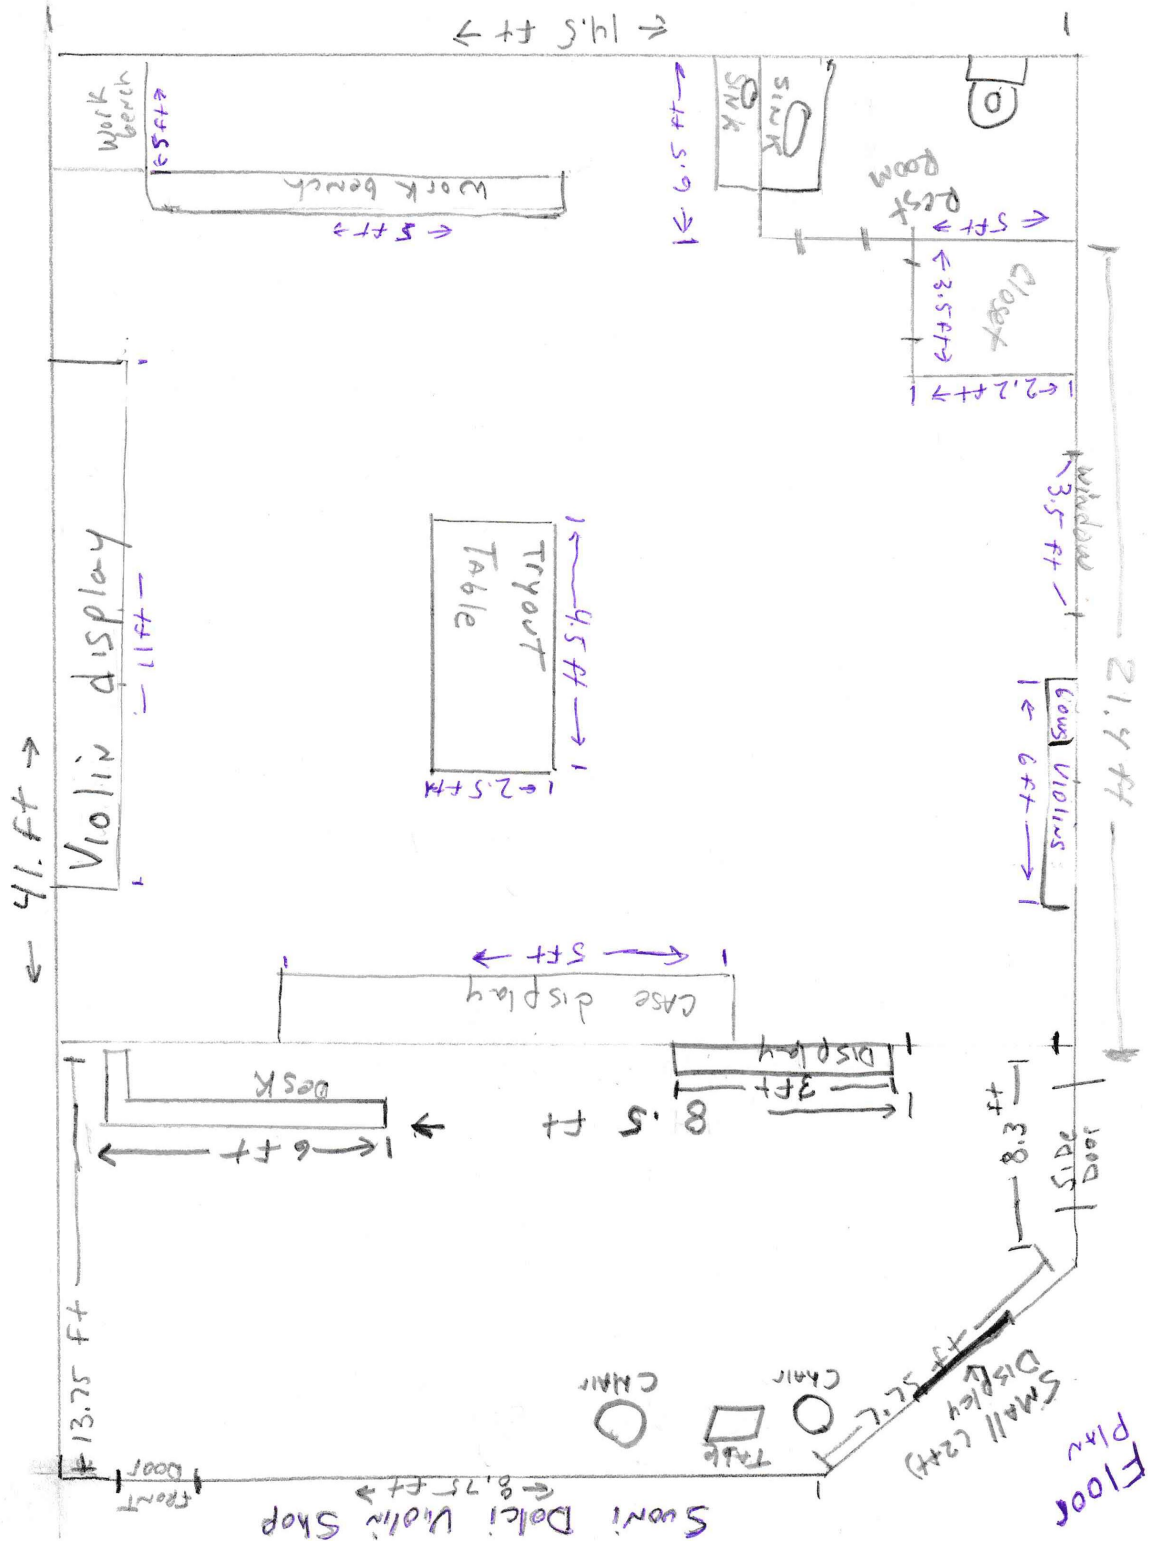 ← 14.5 ft →
Work
bench
← 5 ft →
Work bench
← 5 ft →
← 6.5 ft →
SINK
SINK
Rest
Room
← 5 ft →
Closet
← 3.5 ft →
← 2.2 ft →
window
3.5 ft
← 21.4 ft
Violin display
11 ft
← 41. ft →
Tryout
Table
← 4.5 ft →
← 2.5 ft →
Bows Violins
← 6 ft →
← 5 ft →
Case display
Display
← 3 ft →
8.5 ft
Desk
← 6 ft →
13.75 ft
8.3 ft
Side
Door
Chair
Table
Chair
Small (2ft)
Display
Front
Door
← 8.75 ft →
Suoni Dolci Violin Shop
Floor
Plan